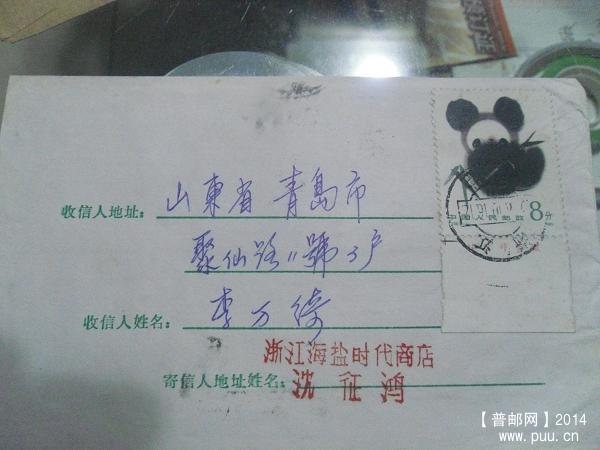 8分
中国人民邮政
收信人地址: 山東省 青島市
聚仙路11號3户
收信人姓名: 李万绮
浙江海盐时代商店
寄信人地址姓名: 沈征鸿
【普邮网】2014
www.puu.cn